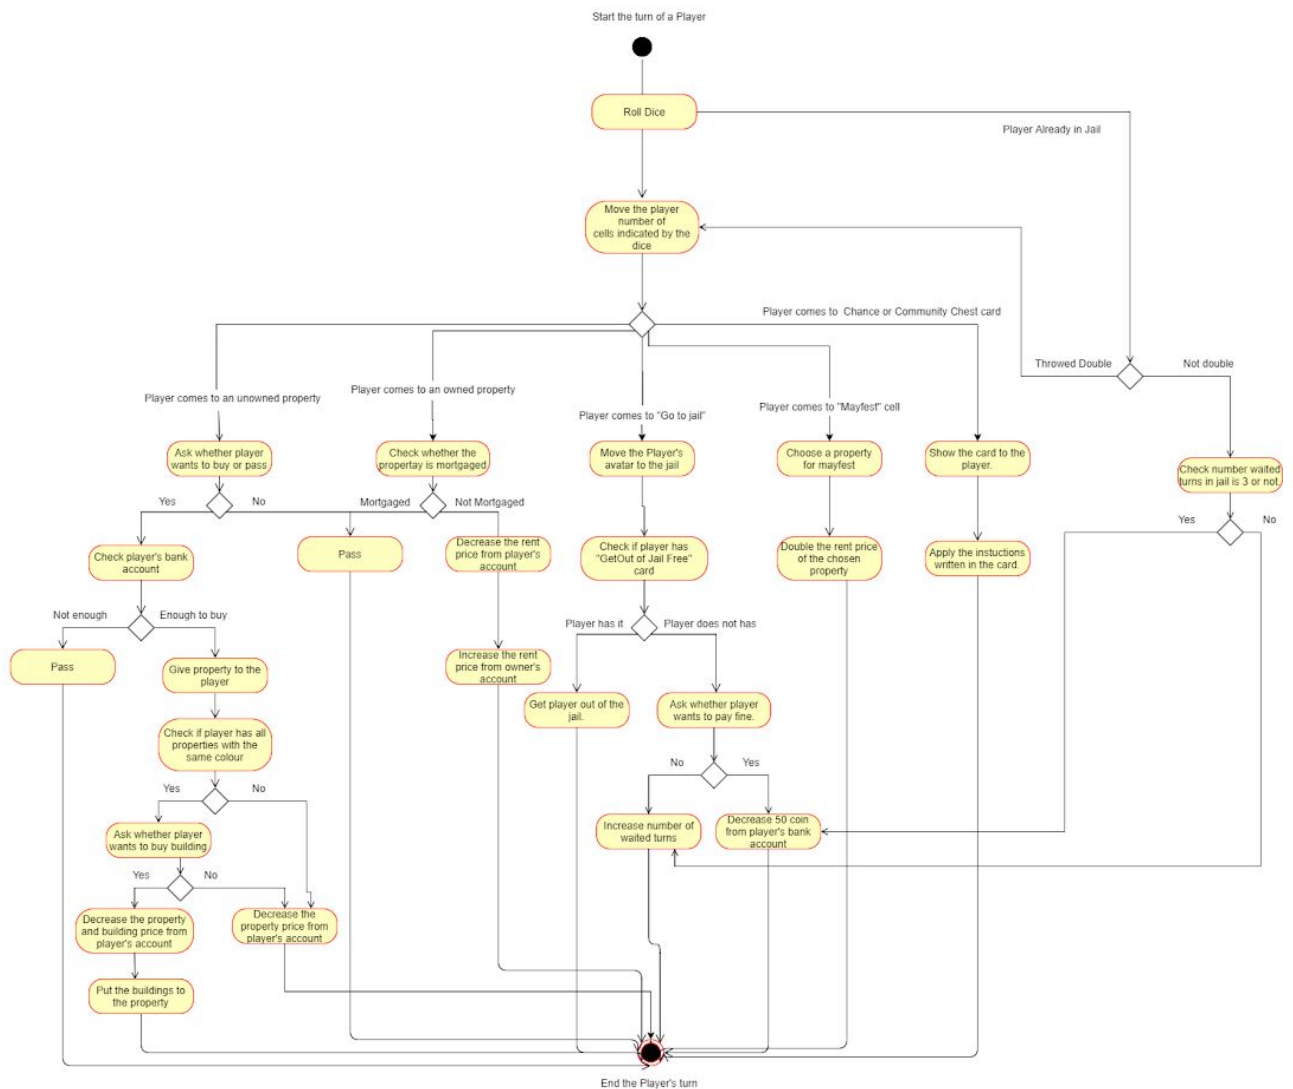 Start the turn of a Player
Roll Dice
Player Already in Jail
Move the player
number of
cells indicated by the
dice
Player comes to Chance or Community Chest card
Throwed Double
Not double
Player comes to an unowned property
Player comes to an owned property
Player comes to "Go to jail"
Player comes to "Mayfest" cell
Ask whether player
wants to buy or pass
Check whether the
propertay is mortgaged
Move the Player's
avatar to the jail
Choose a property
for mayfest
Show the card to the
player.
Check number waited
turns in jail is 3 or not.
Yes
No
Mortgaged
Not Mortgaged
Yes
No
Check player's bank
account
Pass
Decrease the rent
price from player's
account
Check if player has
"GetOut of Jail Free"
card
Double the rent price
of the chosen
property
Apply the instuctions
written in the card.
Not enough
Enough to buy
Player has it
Player does not has
Pass
Give property to the
player
Increase the rent
price from owner's
account
Get player out of the
jail.
Ask whether player
wants to pay fine.
Check if player has all
properties with the
same colour
No
Yes
Yes
No
Ask whether player
wants to buy building
Increase number of
waited turns
Decrease 50 coin
from player's bank
account
Yes
No
Decrease the property
and building price from
player's account
Decrease the
property price from
player's account
Put the buildings to
the property
End the Player's turn